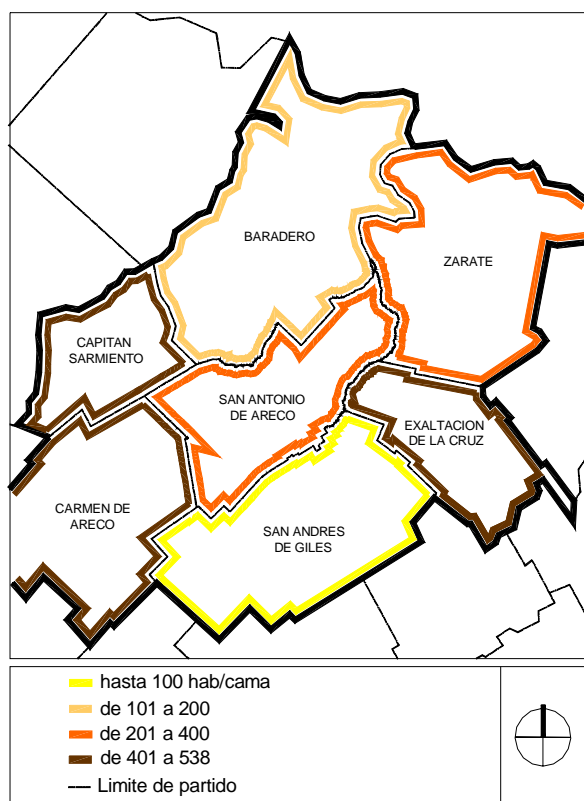 BARADERO
ZARATE
CAPITAN
SARMIENTO
SAN ANTONIO
DE ARECO
EXALTACION
DE LA CRUZ
CARMEN DE
ARECO
SAN ANDRES
DE GILES
hasta 100 hab/cama
de 101 a 200
de 201 a 400
de 401 a 538
Limite de partido